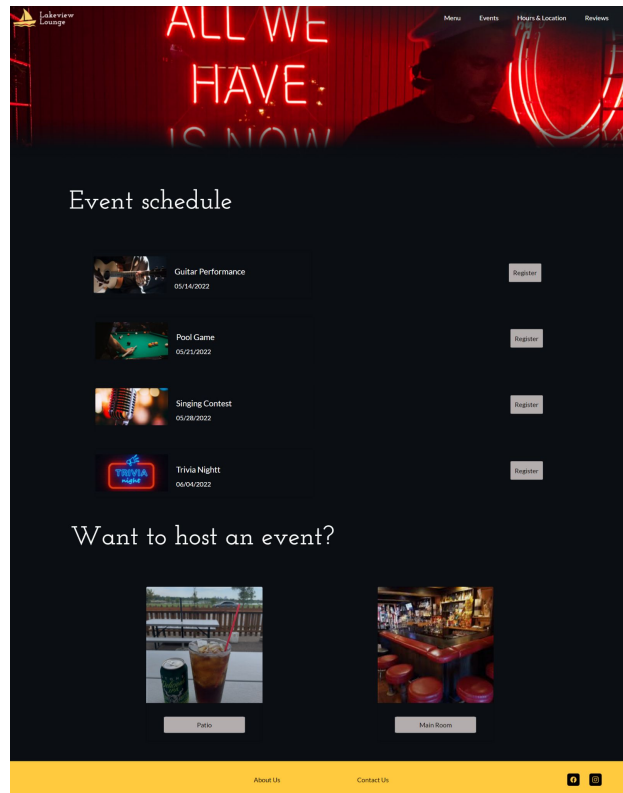 Lakeview
Lounge
Menu Events Hours & Location Reviews
ALL WE
HAVE
IS NOW
Event schedule
Guitar Performance
05/14/2022
Register
Pool Game
05/21/2022
Register
Singing Contest
05/28/2022
Register
TRIVIA
night
Trivia Nightt
06/04/2022
Register
Want to host an event?
Patio
Main Room
About Us Contact Us